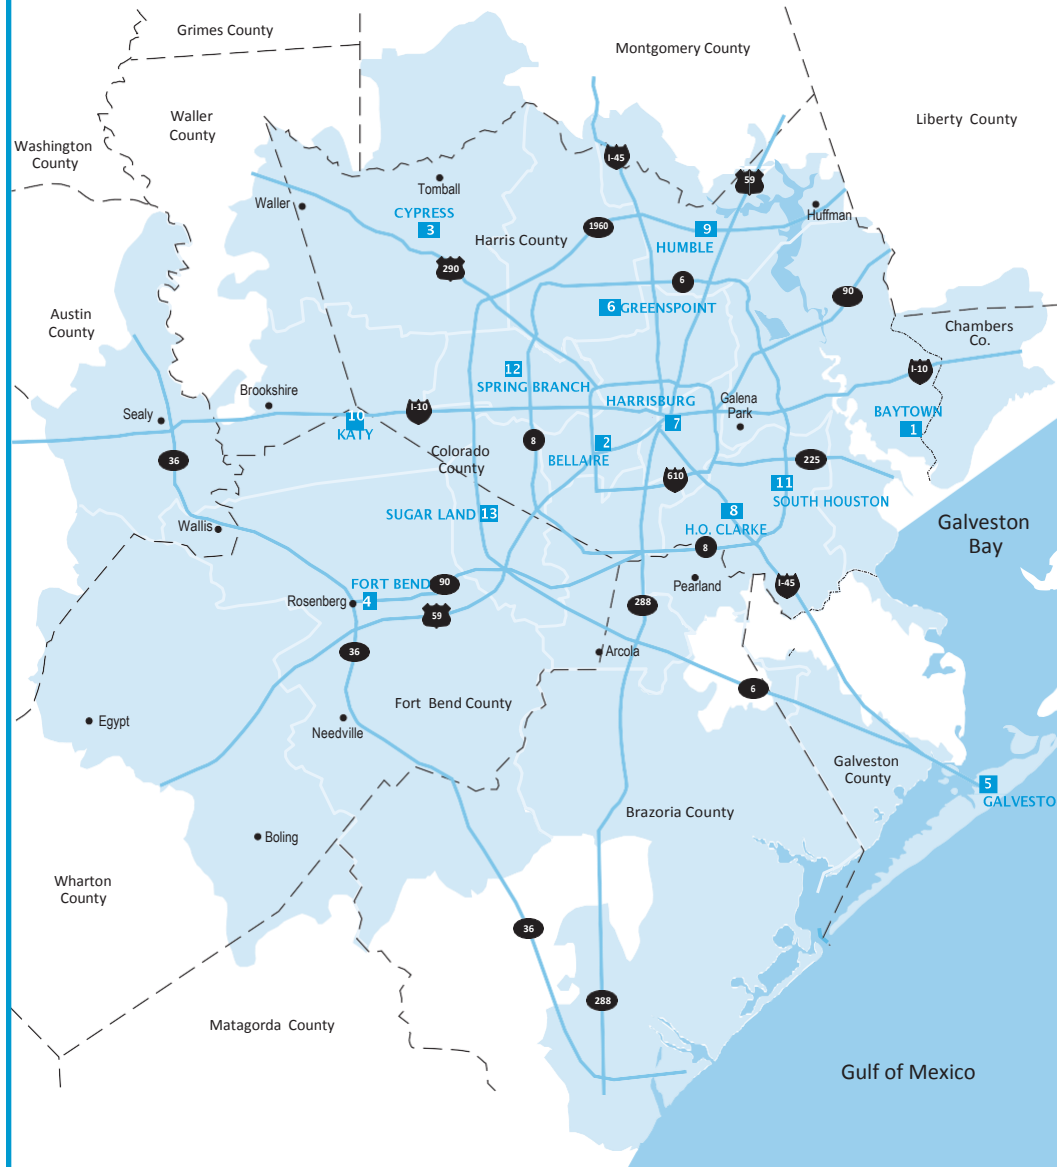 Grimes County
Montgomery County
Waller
County
Liberty County
Washington
County
I-45
59
Tomball
Waller
CYPRESS
3
Huffman
1960
9
HUMBLE
Harris County
290
6
90
6
GREENSPOINT
Austin
County
Chambers
Co.
12
SPRING BRANCH
I-10
Brookshire
HARRISBURG
Galena
Park
Sealy
10
KATY
I-10
7
BAYTOWN
1
8
2
BELLAIRE
Colorado
County
36
225
610
11
SOUTH HOUSTON
SUGAR LAND
13
8
H.O. CLARKE
Wallis
Galveston
Bay
8
FORT BEND
90
Pearland
I-45
Rosenberg
4
59
288
36
Arcola
6
Egypt
Fort Bend County
Needville
Galveston
County
5
GALVESTO
Brazoria County
Boling
Wharton
County
36
288
Matagorda County
Gulf of Mexico